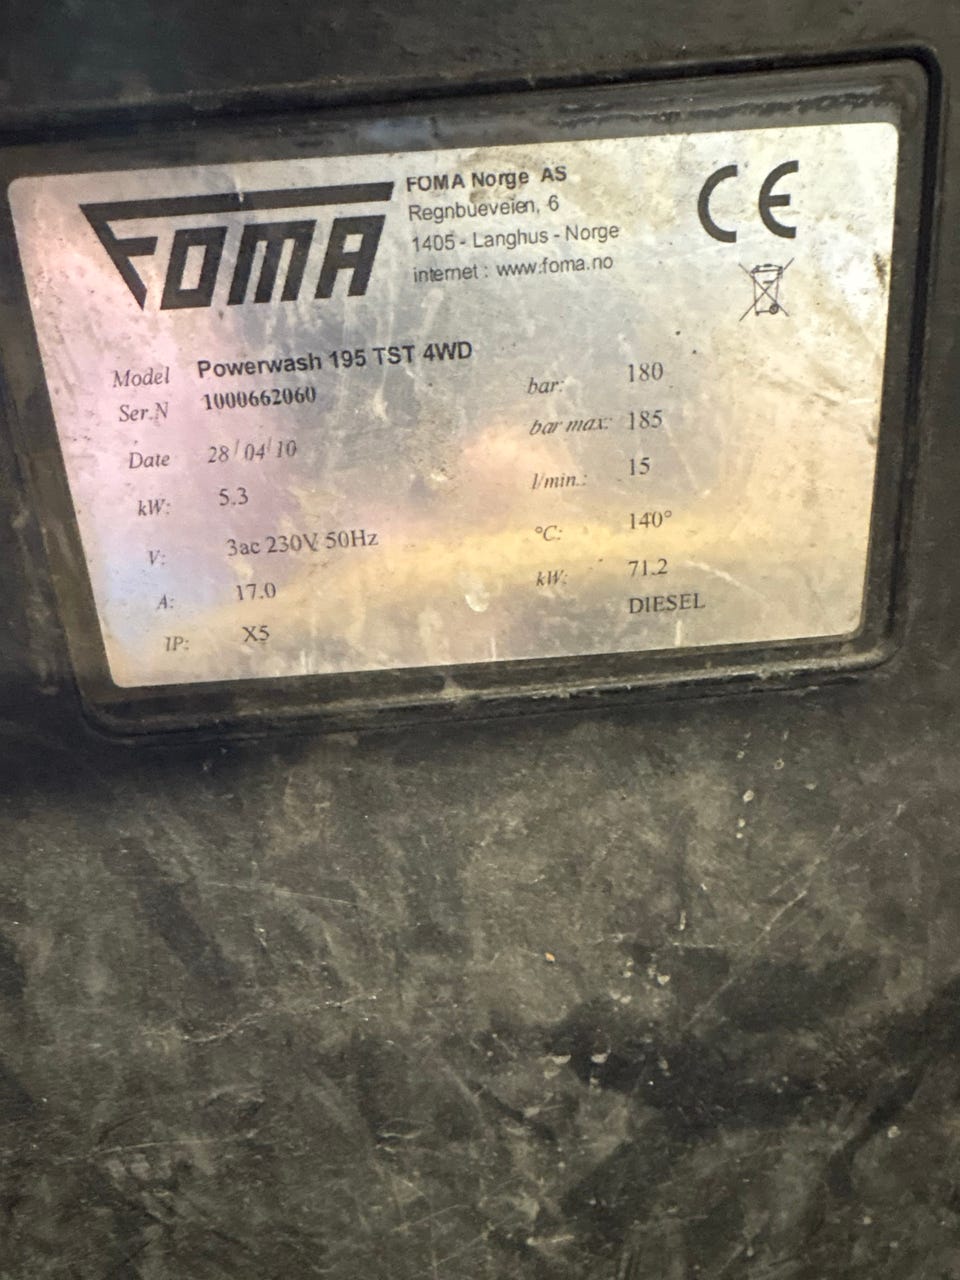 FOMA
FOMA Norge AS
Regnbueveien, 6
1405 - Langhus - Norge
internet : www.foma.no
CE
Model Powerwash 195 TST 4WD
Ser.N 1000662060
Date 28/04/10
kW: 5.3
V: 3ac 230V 50Hz
A: 17.0
IP: X5
bar: 180
bar max: 185
l/min.: 15
°C: 140°
kW: 71.2
DIESEL